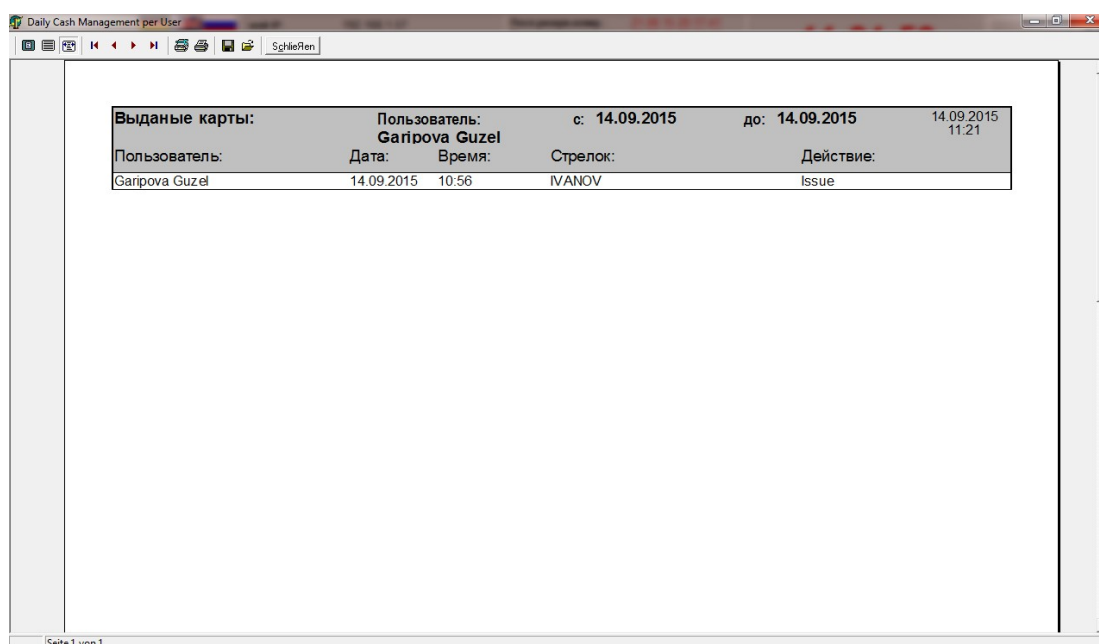 Daily Cash Management per User
SchlieЯen
Выданые карты: Пользователь: с: 14.09.2015 до: 14.09.2015 14.09.2015
Garipova Guzel 11:21
Пользователь: Дата: Время: Стрелок: Действие:
Garipova Guzel 14.09.2015 10:56 IVANOV Issue
Seite 1 von 1